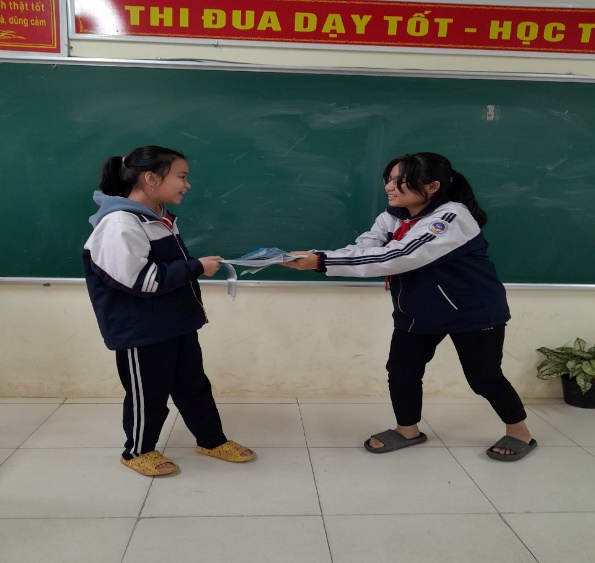 h thật tốt
à, dũng cảm
THI ĐUA DẠY TỐT - HỌC T